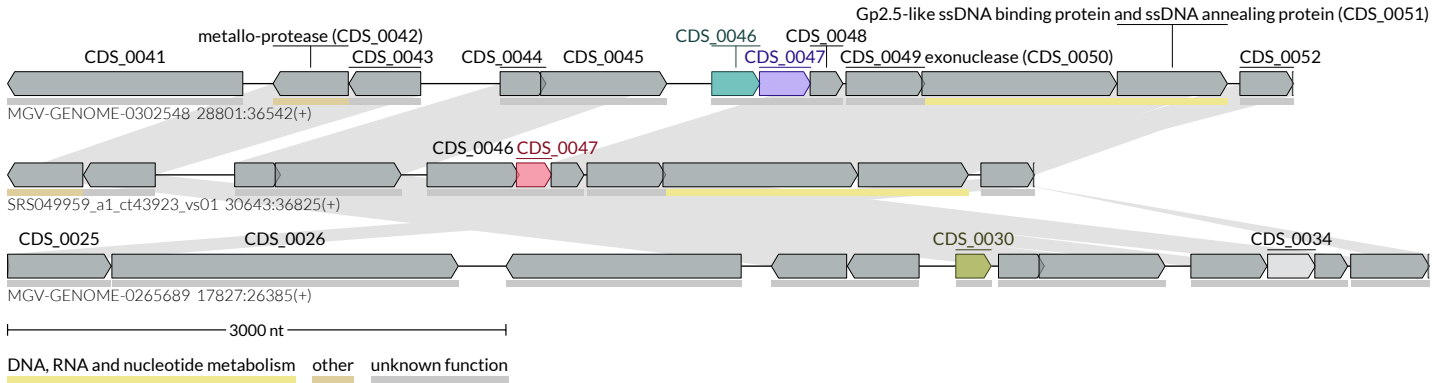 Gp2.5-like ssDNA binding protein and ssDNA annealing protein (CDS_0051)
metallo-protease (CDS_0042) CDS_0046 CDS_0048
CDS_0041 CDS_0043 CDS_0044 CDS_0045 CDS_0047 CDS_0049 exonuclease (CDS_0050) CDS_0052
MGV-GENOME-0302548 28801:36542(+)
CDS_0046 CDS_0047
SRS049959_a1_ct43923_vs01 30643:36825(+)
CDS_0025 CDS_0026 CDS_0030 CDS_0034
MGV-GENOME-0265689 17827:26385(+)
3000 nt
DNA, RNA and nucleotide metabolism other unknown function